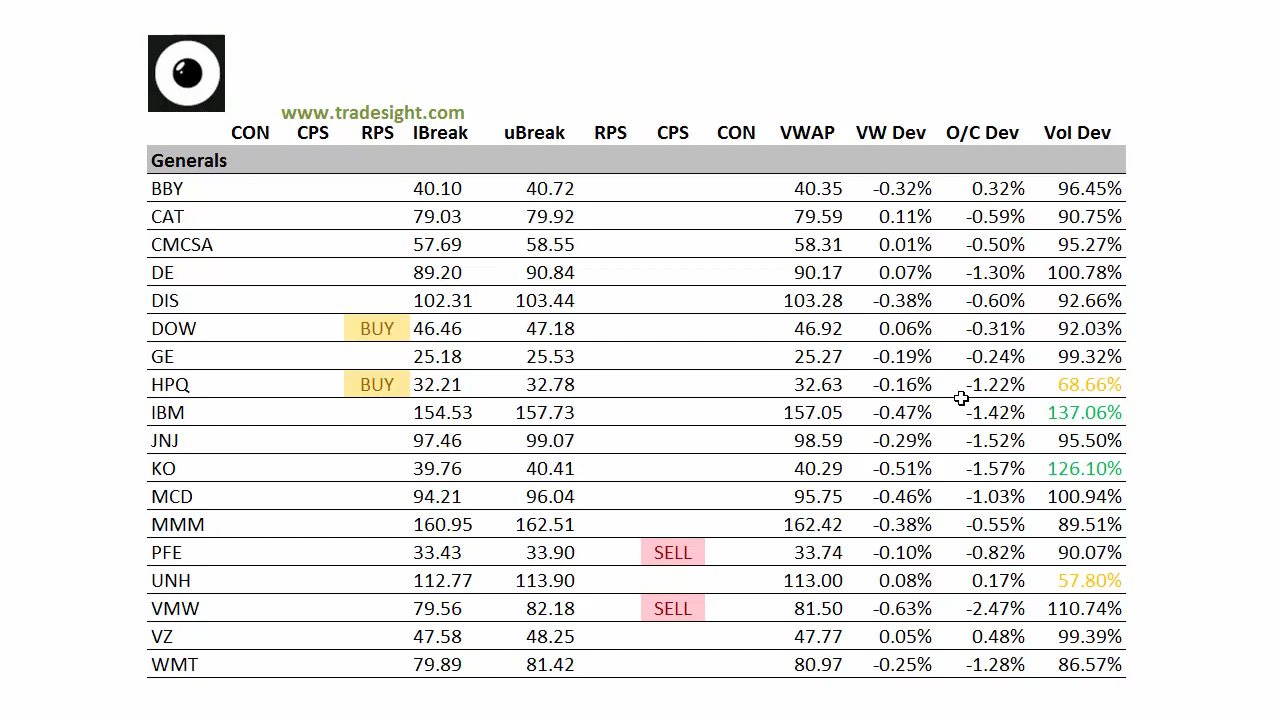 www.tradesight.com
CON CPS RPS lBreak uBreak RPS CPS CON VWAP VW Dev O/C Dev Vol Dev
Generals
BBY 40.10 40.72 40.35 -0.32% 0.32% 96.45%
CAT 79.03 79.92 79.59 0.11% -0.59% 90.75%
CMCSA 57.69 58.55 58.31 0.01% -0.50% 95.27%
DE 89.20 90.84 90.17 0.07% -1.30% 100.78%
DIS 102.31 103.44 103.28 -0.38% -0.60% 92.66%
DOW BUY 46.46 47.18 46.92 0.06% -0.31% 92.03%
GE 25.18 25.53 25.27 -0.19% -0.24% 99.32%
HPQ BUY 32.21 32.78 32.63 -0.16% -1.22% 68.66%
IBM 154.53 157.73 157.05 -0.47% -1.42% 137.06%
JNJ 97.46 99.07 98.59 -0.29% -1.52% 95.50%
KO 39.76 40.41 40.29 -0.51% -1.57% 126.10%
MCD 94.21 96.04 95.75 -0.46% -1.03% 100.94%
MMM 160.95 162.51 162.42 -0.38% -0.55% 89.51%
PFE 33.43 33.90 SELL 33.74 -0.10% -0.82% 90.07%
UNH 112.77 113.90 113.00 0.08% 0.17% 57.80%
VMW 79.56 82.18 SELL 81.50 -0.63% -2.47% 110.74%
VZ 47.58 48.25 47.77 0.05% 0.48% 99.39%
WMT 79.89 81.42 80.97 -0.25% -1.28% 86.57%